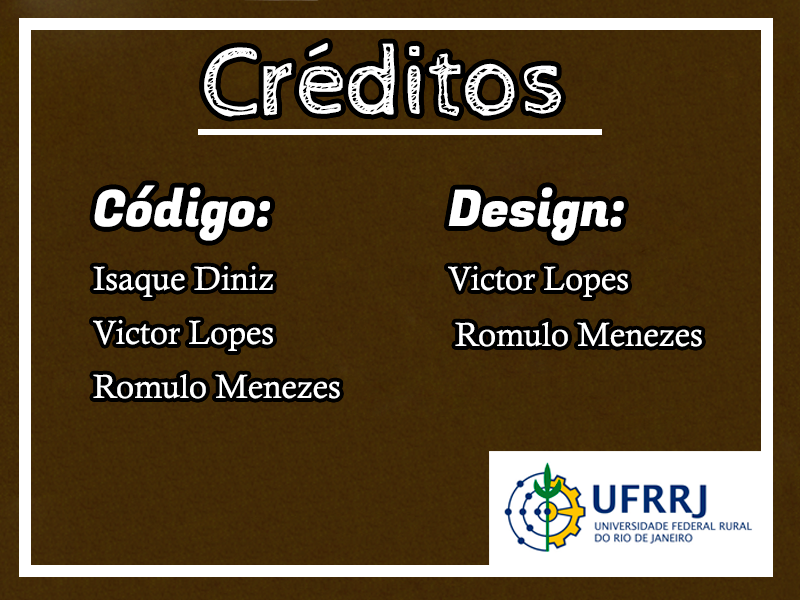 Créditos
Código:
Isaque Diniz
Victor Lopes
Romulo Menezes
Design:
Victor Lopes
Romulo Menezes
UFRRJ
UNIVERSIDADE FEDERAL RURAL
DO RIO DE JANEIRO